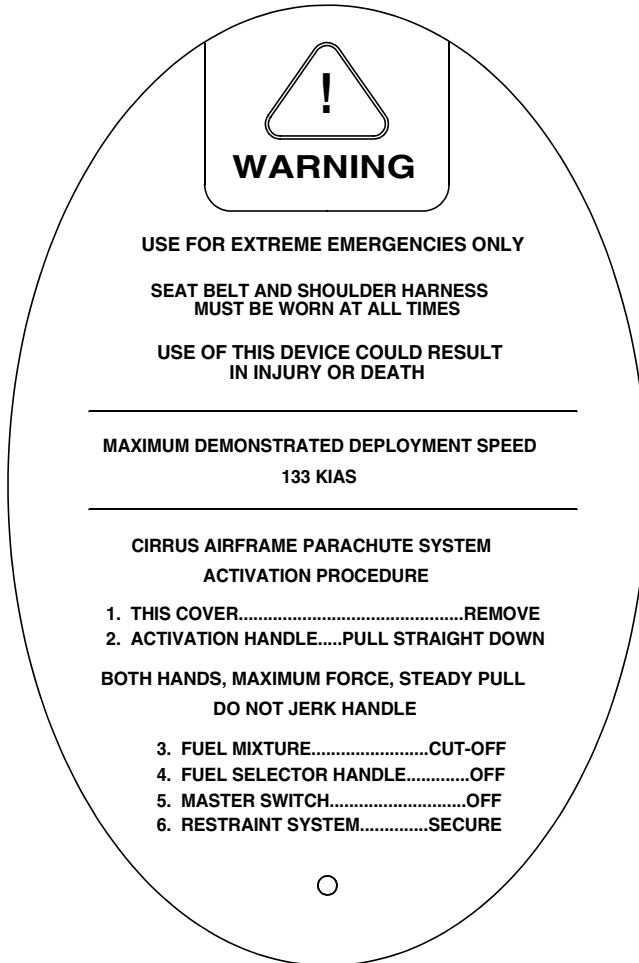 !
WARNING
USE FOR EXTREME EMERGENCIES ONLY
SEAT BELT AND SHOULDER HARNESS
MUST BE WORN AT ALL TIMES
USE OF THIS DEVICE COULD RESULT
IN INJURY OR DEATH
MAXIMUM DEMONSTRATED DEPLOYMENT SPEED
133 KIAS
CIRRUS AIRFRAME PARACHUTE SYSTEM
ACTIVATION PROCEDURE
1. THIS COVER..............................................REMOVE
2. ACTIVATION HANDLE.....PULL STRAIGHT DOWN
BOTH HANDS, MAXIMUM FORCE, STEADY PULL
DO NOT JERK HANDLE
3. FUEL MIXTURE........................CUT-OFF
4. FUEL SELECTOR HANDLE.............OFF
5. MASTER SWITCH............................OFF
6. RESTRAINT SYSTEM..............SECURE